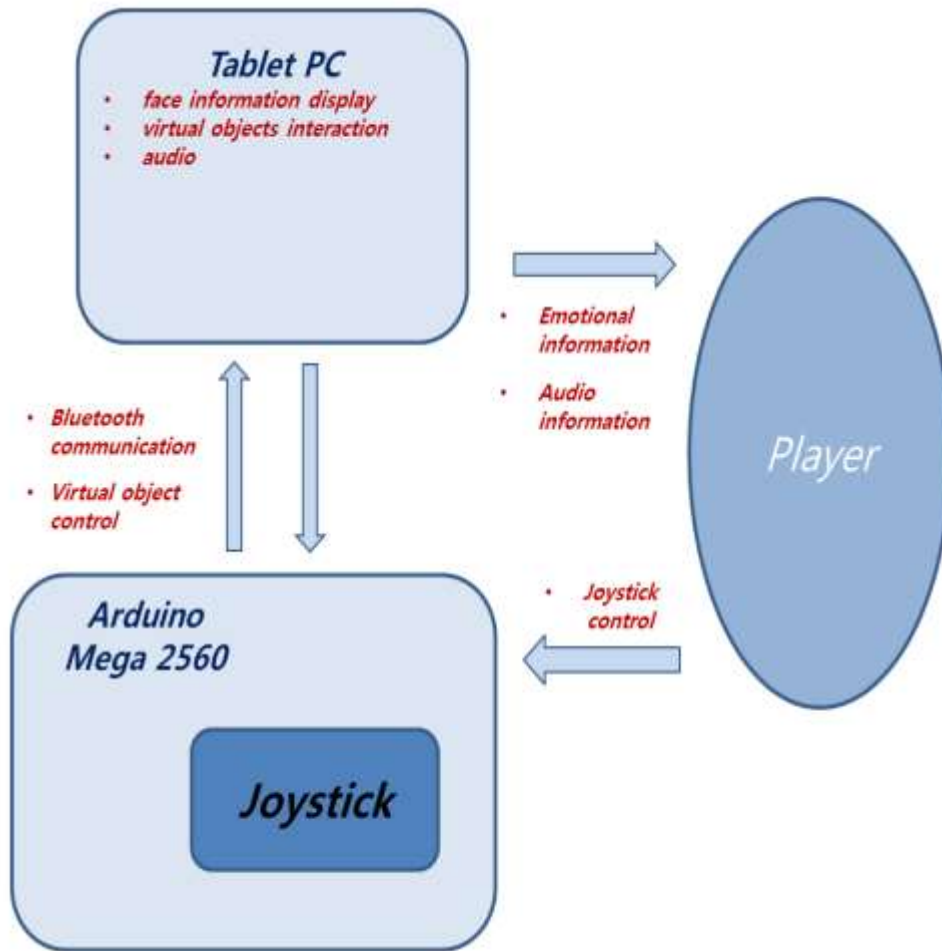 Tablet PC
• face information display
• virtual objects interaction
• audio
• Emotional
information
• Audio
information
• Bluetooth
communication
• Virtual object
control
Player
• Joystick
control
Arduino
Mega 2560
Joystick